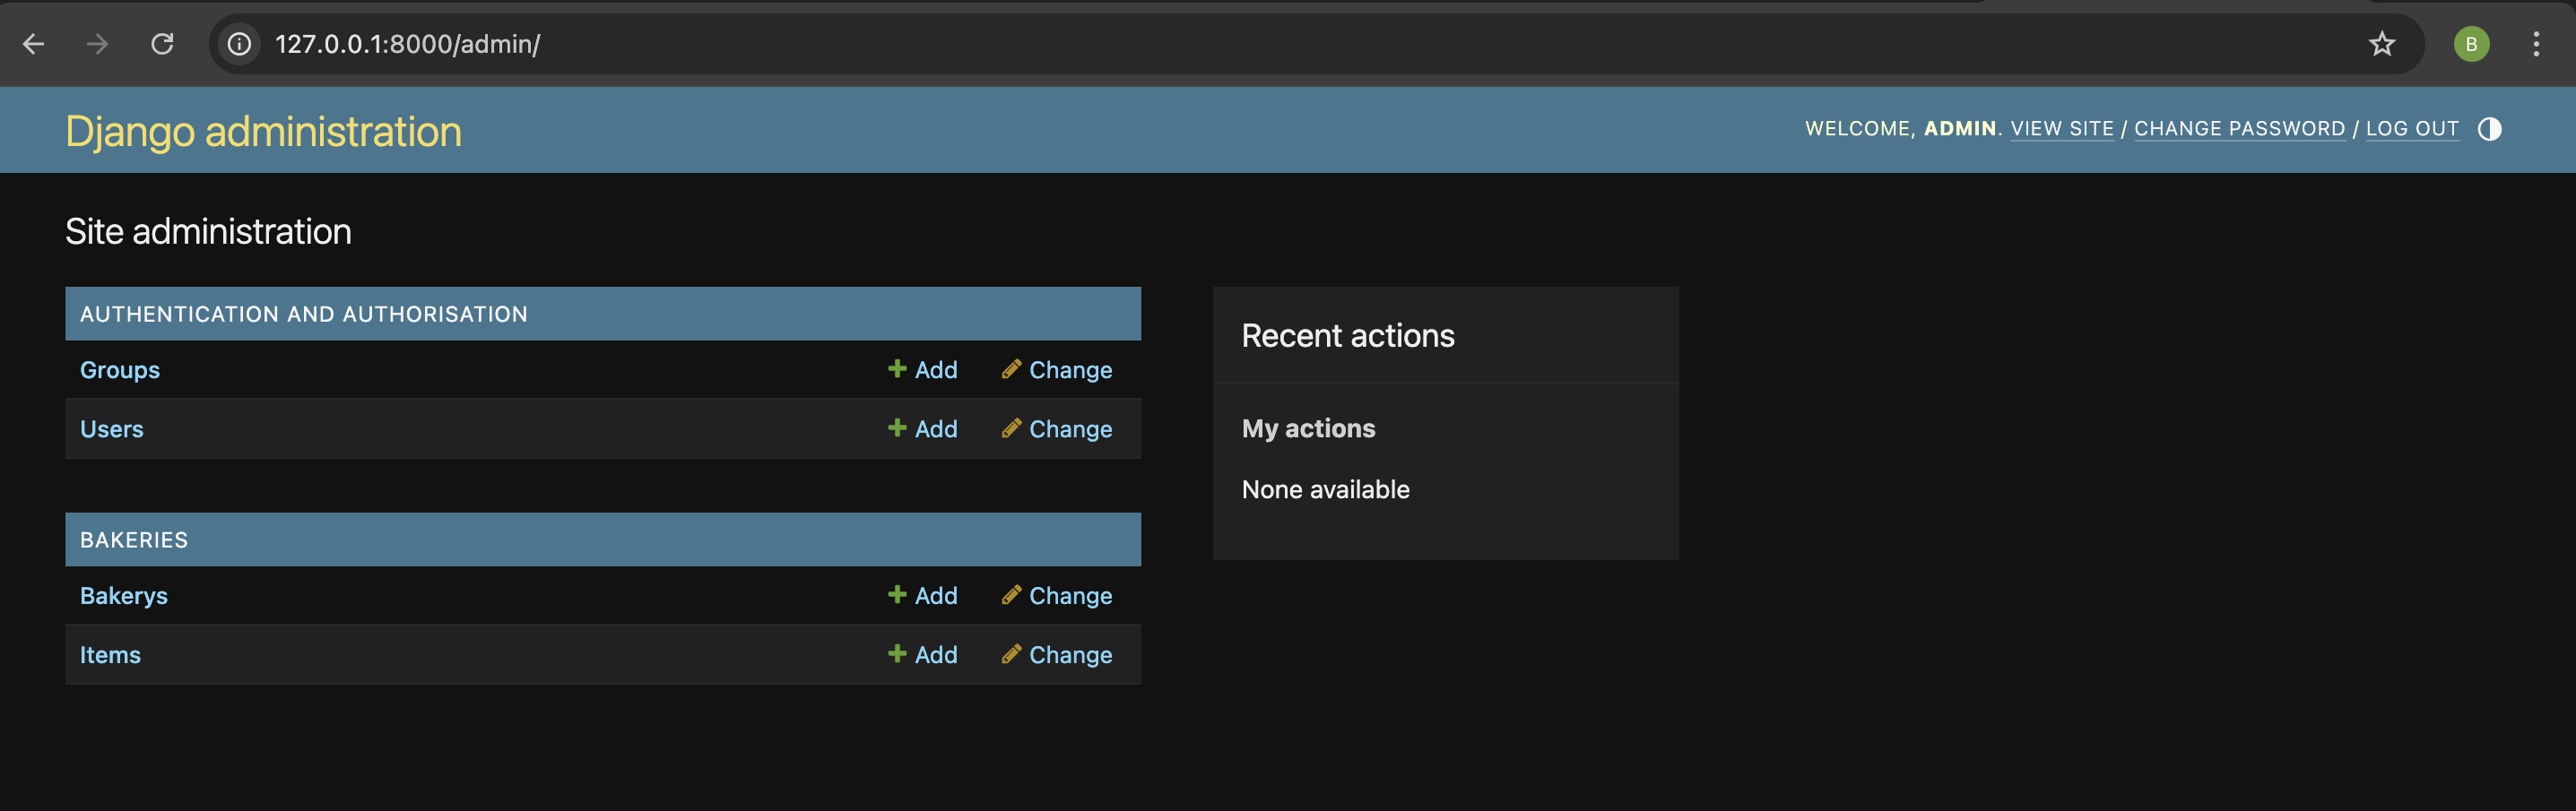 127.0.0.1:8000/admin/
B
Django administration
WELCOME, ADMIN. VIEW SITE / CHANGE PASSWORD / LOG OUT
Site administration
AUTHENTICATION AND AUTHORISATION
Groups Add Change
Users Add Change
BAKERIES
Bakerys Add Change
Items Add Change
Recent actions
My actions
None available